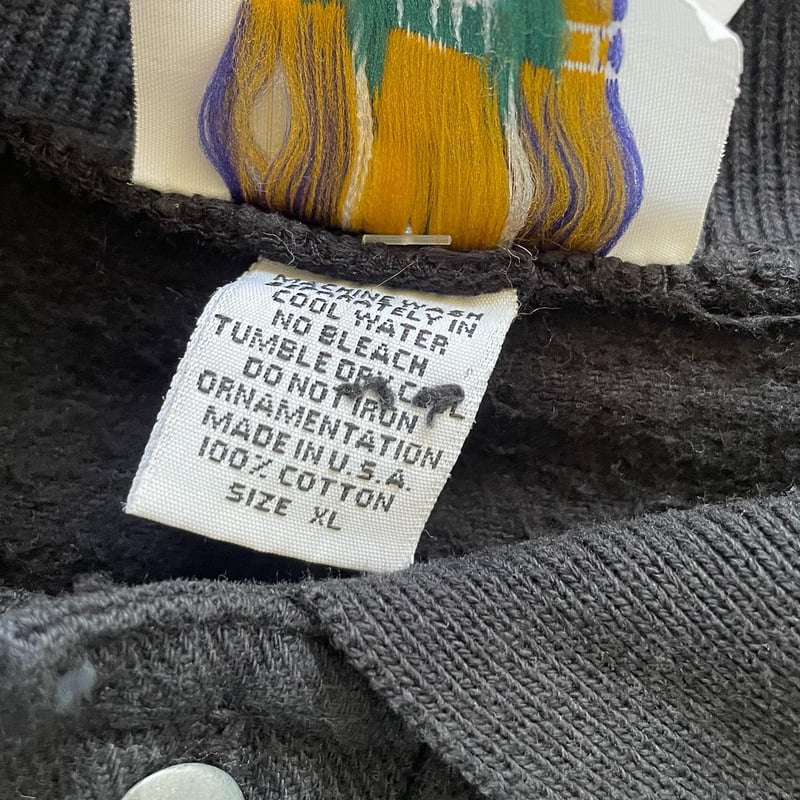 MACHINE WASH
SEPARATELY IN
COOL WATER
NO BLEACH
TUMBLE DRY COOL
DO NOT IRON
ORNAMENTATION
MADE IN U.S.A.
100% COTTON
SIZE XL